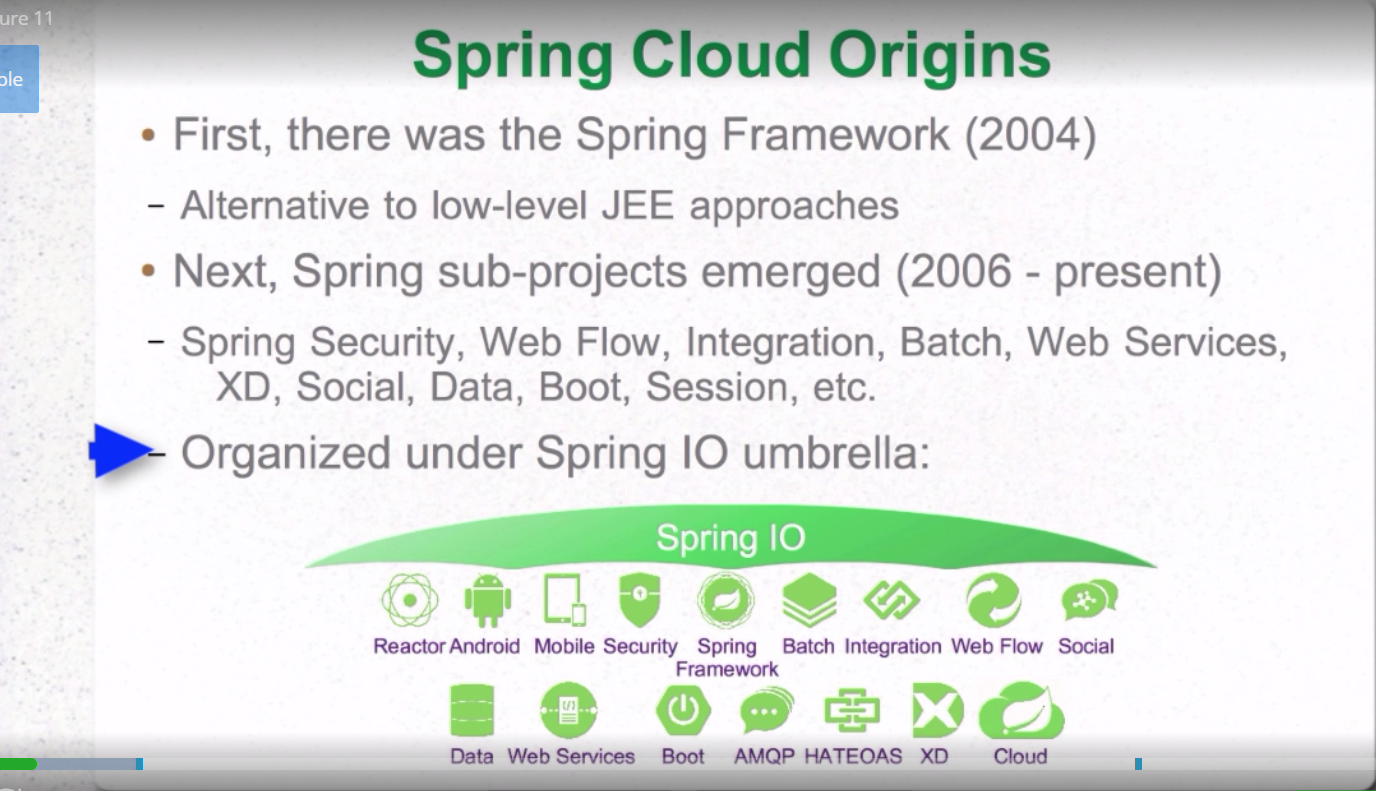 ure 11
ble
Spring Cloud Origins
• First, there was the Spring Framework (2004)
– Alternative to low-level JEE approaches
• Next, Spring sub-projects emerged (2006 - present)
– Spring Security, Web Flow, Integration, Batch, Web Services,
XD, Social, Data, Boot, Session, etc.
– Organized under Spring IO umbrella:
Spring IO
Reactor Android Mobile Security Spring Batch Integration Web Flow Social
Framework
Data Web Services Boot AMQP HATEOAS XD Cloud